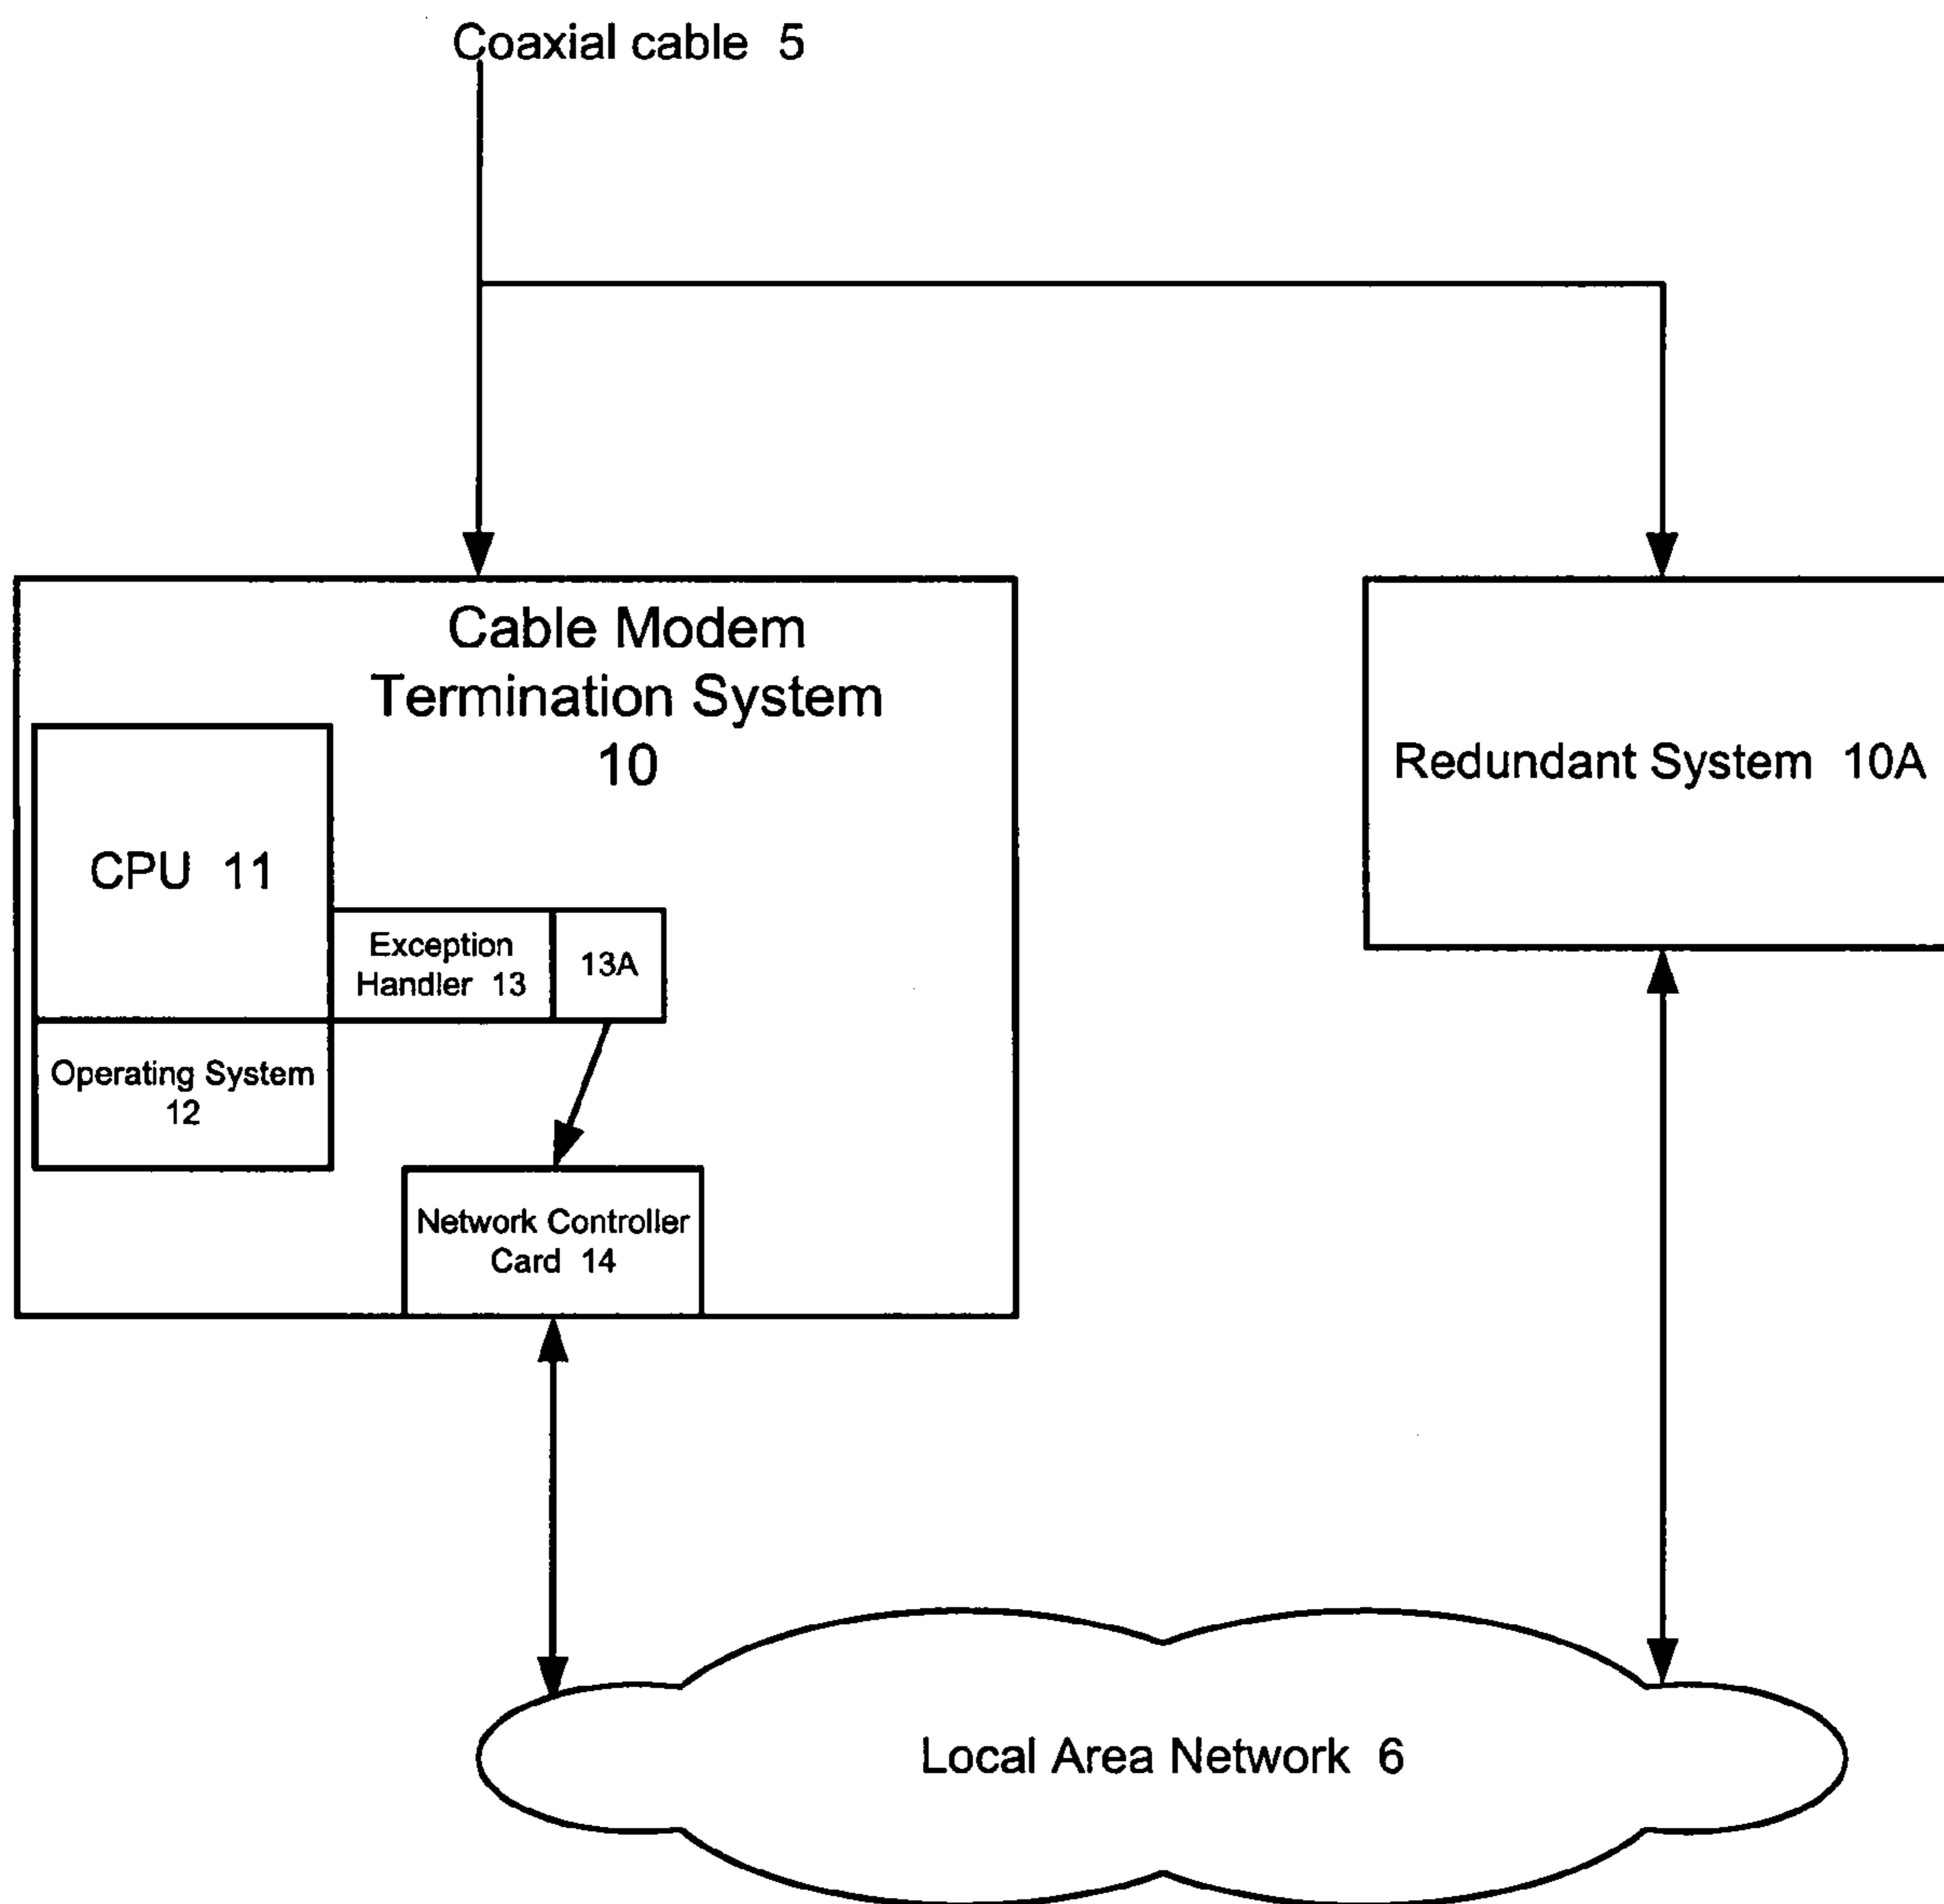 Coaxial cable 5
Cable Modem
Termination System
10
Redundant System 10A
CPU 11
Exception
Handler 13
13A
Operating System
12
Network Controller
Card 14
Local Area Network 6